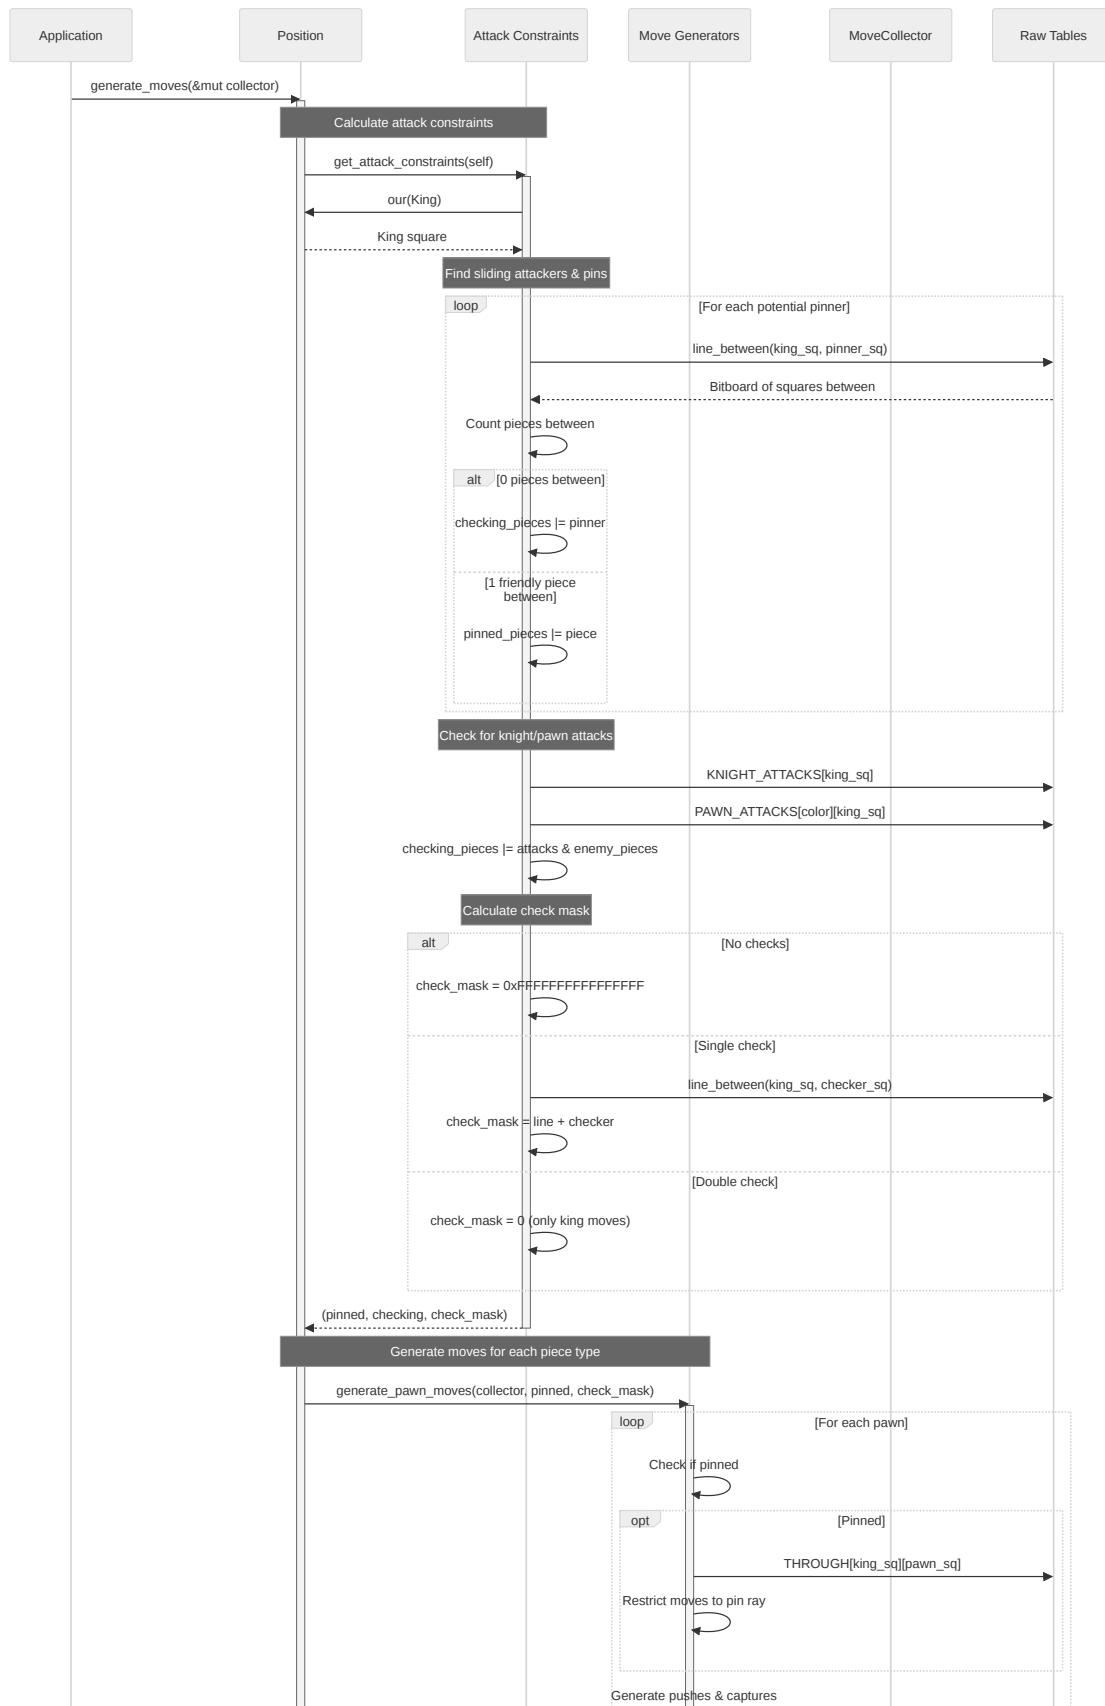 Application
Position
Attack Constraints
Move Generators
MoveCollector
Raw Tables
generate_moves(&mut collector)
Calculate attack constraints
get_attack_constraints(self)
our(King)
King square
Find sliding attackers & pins
loop
[For each potential pinner]
line_between(king_sq, pinner_sq)
Bitboard of squares between
Count pieces between
alt
[0 pieces between]
checking_pieces |= pinner
[1 friendly piece
between]
pinned_pieces |= piece
Check for knight/pawn attacks
KNIGHT_ATTACKS[king_sq]
PAWN_ATTACKS[color][king_sq]
checking_pieces |= attacks & enemy_pieces
Calculate check mask
alt
[No checks]
check_mask = 0xFFFFFFFFFFFFFFFF
[Single check]
line_between(king_sq, checker_sq)
check_mask = line + checker
[Double check]
check_mask = 0 (only king moves)
(pinned, checking, check_mask)
Generate moves for each piece type
generate_pawn_moves(collector, pinned, check_mask)
loop
[For each pawn]
Check if pinned
opt
[Pinned]
THROUGH[king_sq][pawn_sq]
Restrict moves to pin ray
Generate pushes & captures